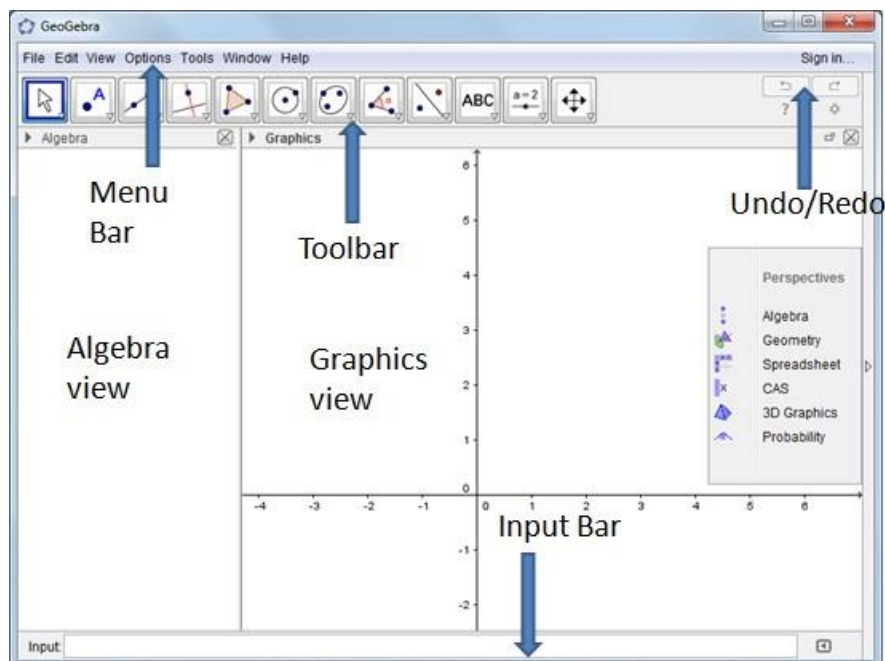 GeoGebra
File Edit View Options Tools Window Help
Sign in...
A
ABC
a=2
?
Algebra
Graphics
Menu
Bar
Toolbar
Undo/Redo
Algebra
view
Graphics
view
Perspectives
Algebra
Geometry
Spreadsheet
x
CAS
3D Graphics
Probability
6
5
4
3
2
1
0
-4 -3 -2 -1 0 1 2 3 4 5 6
Input Bar
-1
-2
Input: